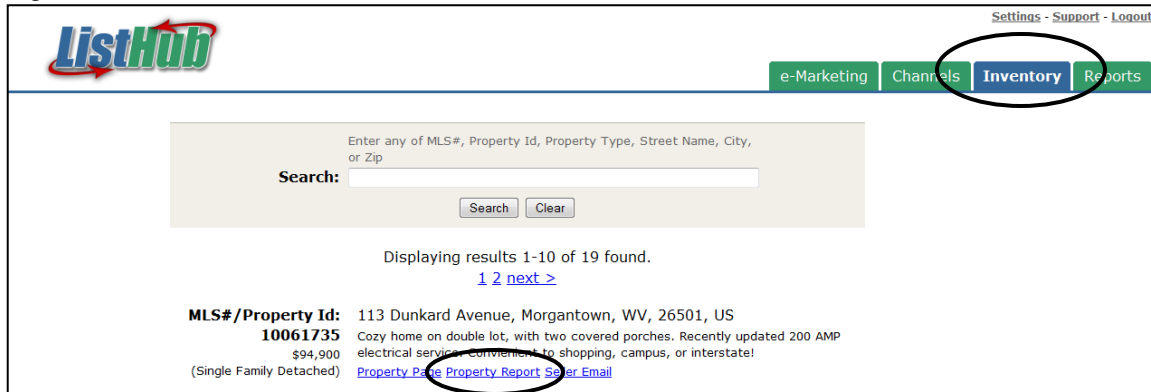 Settings - Support - Logout
ListHub
e-Marketing Channels Inventory Reports
Enter any of MLS#, Property Id, Property Type, Street Name, City,
or Zip
Search:
Search Clear
Displaying results 1-10 of 19 found.
1 2 next >
MLS#/Property Id: 113 Dunkard Avenue, Morgantown, WV, 26501, US
10061735 Cozy home on double lot, with two covered porches. Recently updated 200 AMP
$94,900 electrical service. Convienient to shopping, campus, or interstate!
(Single Family Detached) Property Page Property Report Seller Email